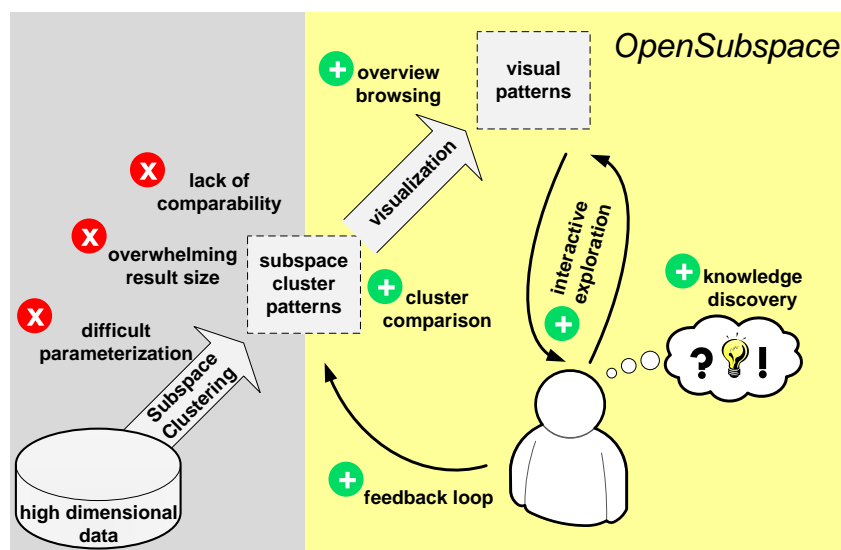 OpenSubspace
+ overview
browsing
visual
patterns
visualization
x lack of
comparability
x overwhelming
result size
subspace
cluster
patterns
+ cluster
comparison
interactive
exploration
+
+ knowledge
discovery
x difficult
parameterization
Subspace
Clustering
? !
+ feedback loop
high dimensional
data